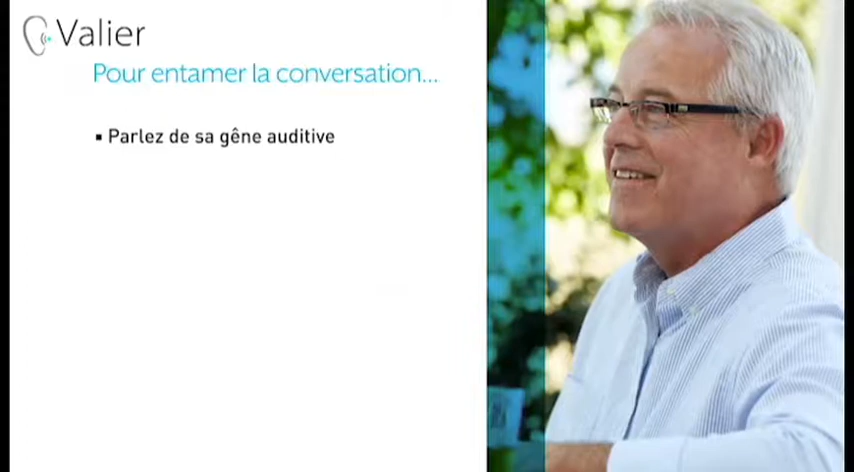 Valier
Pour entamer la conversation...
▪ Parlez de sa gêne auditive